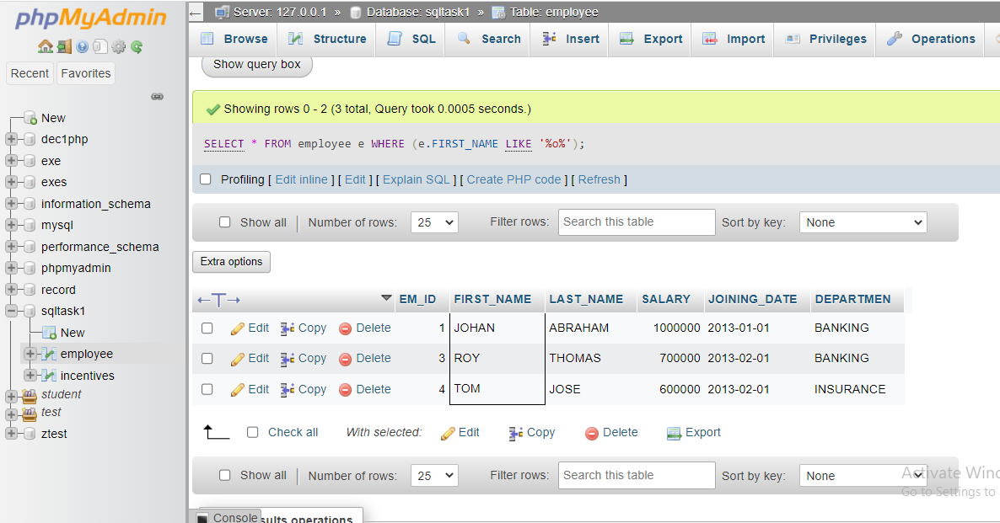 phpMyAdmin
Recent Favorites
New
dec1php
exe
exes
information_schema
mysql
performance_schema
phpmyadmin
record
sqltask1
New
employee
incentives
student
test
ztest
Server: 127.0.0.1 » Database: sqltask1 » Table: employee
Browse Structure SQL Search Insert Export Import Privileges Operations
Show query box
Showing rows 0 - 2 (3 total, Query took 0.0005 seconds.)
SELECT * FROM employee e WHERE (e.FIRST_NAME LIKE '%o%');
Profiling [ Edit inline ] [ Edit ] [ Explain SQL ] [ Create PHP code ] [ Refresh ]
Show all | Number of rows: 25 Filter rows: Search this table Sort by key: None
Extra options
←T→ EM_ID FIRST_NAME LAST_NAME SALARY JOINING_DATE DEPARTMEN
Edit Copy Delete 1 JOHAN ABRAHAM 1000000 2013-01-01 BANKING
Edit Copy Delete 3 ROY THOMAS 700000 2013-02-01 BANKING
Edit Copy Delete 4 TOM JOSE 600000 2013-02-01 INSURANCE
Check all With selected: Edit Copy Delete Export
Show all | Number of rows: 25 Filter rows: Search this table Sort by key: None
Activate Winc
Go to Settings to
Console sults operations